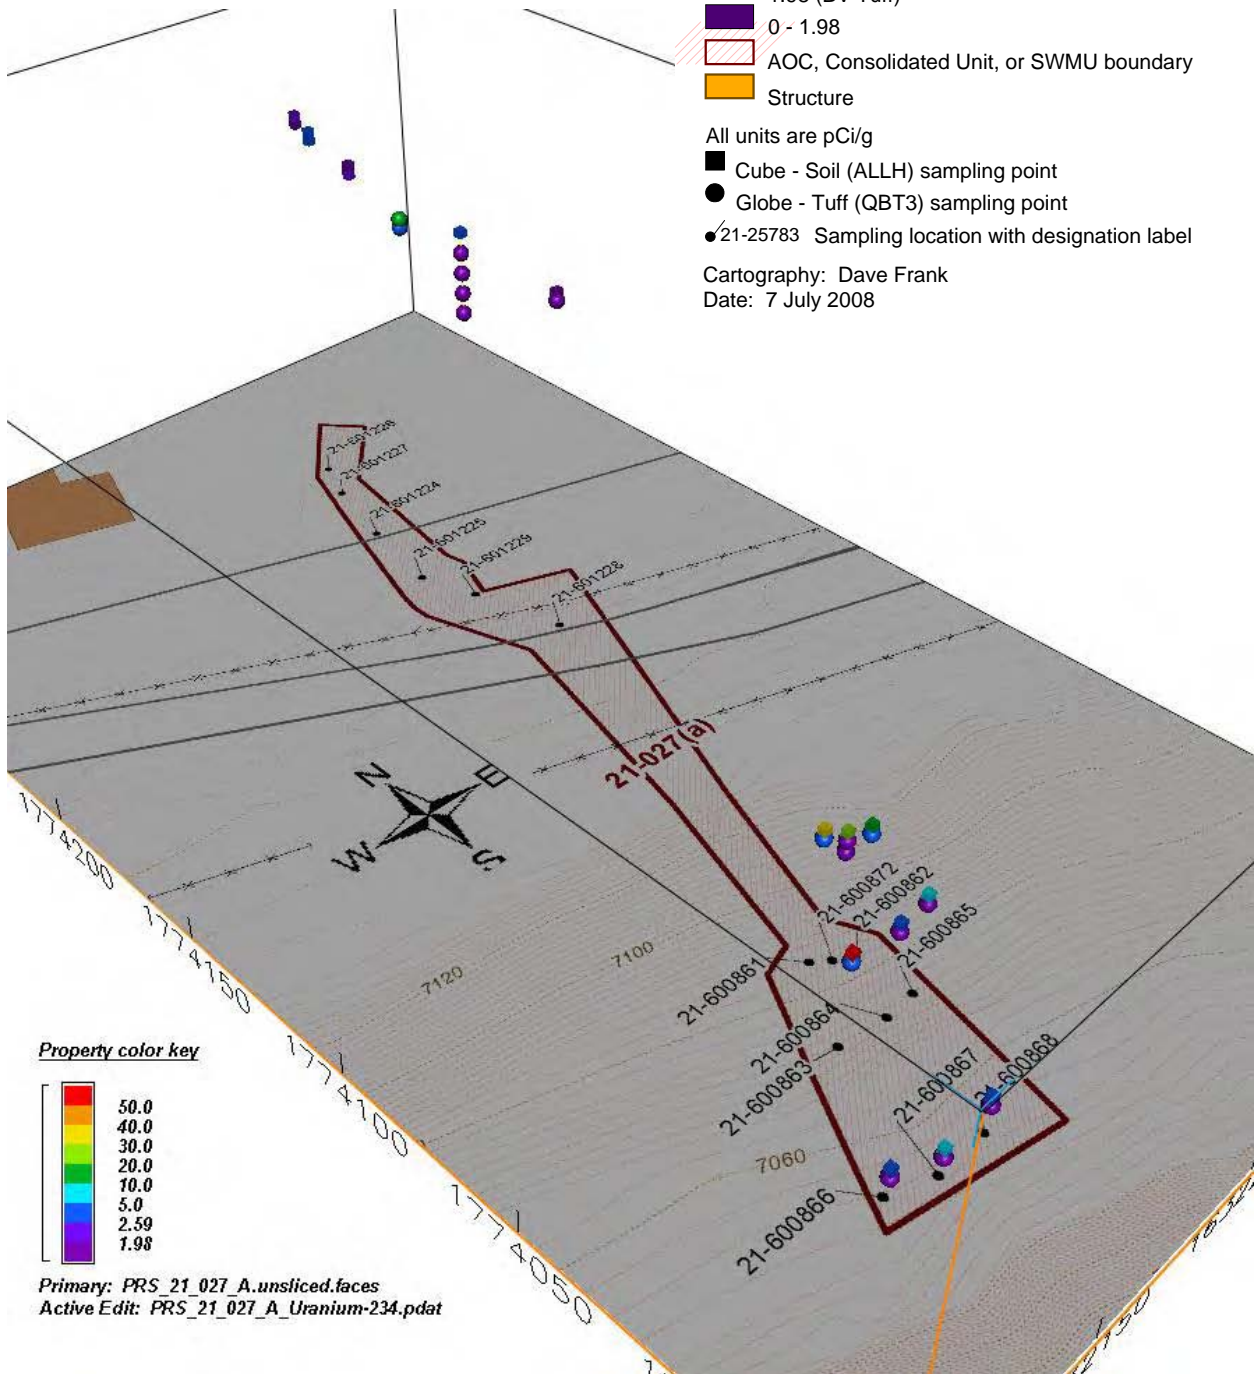 1.98 (BV Tuff)
0 - 1.98
AOC, Consolidated Unit, or SWMU boundary
Structure
All units are pCi/g
Cube - Soil (ALLH) sampling point
Globe - Tuff (QBT3) sampling point
21-25783 Sampling location with designation label
Cartography: Dave Frank
Date: 7 July 2008
21-601226
21-601227
21-601224
21-601225
21-601229
21-601228
21-027(a)
N
E
W
S
1774200
1774150
1774100
1774050
7120
7100
7060
21-600872
21-600862
21-600865
21-600861
21-600864
21-600863
21-600867
21-600868
21-600866
Property color key
50.0
40.0
30.0
20.0
10.0
5.0
2.59
1.98
Primary: PRS_21_027_A.unsliced.faces
Active Edit: PRS_21_027_A_Uranium-234.pdat